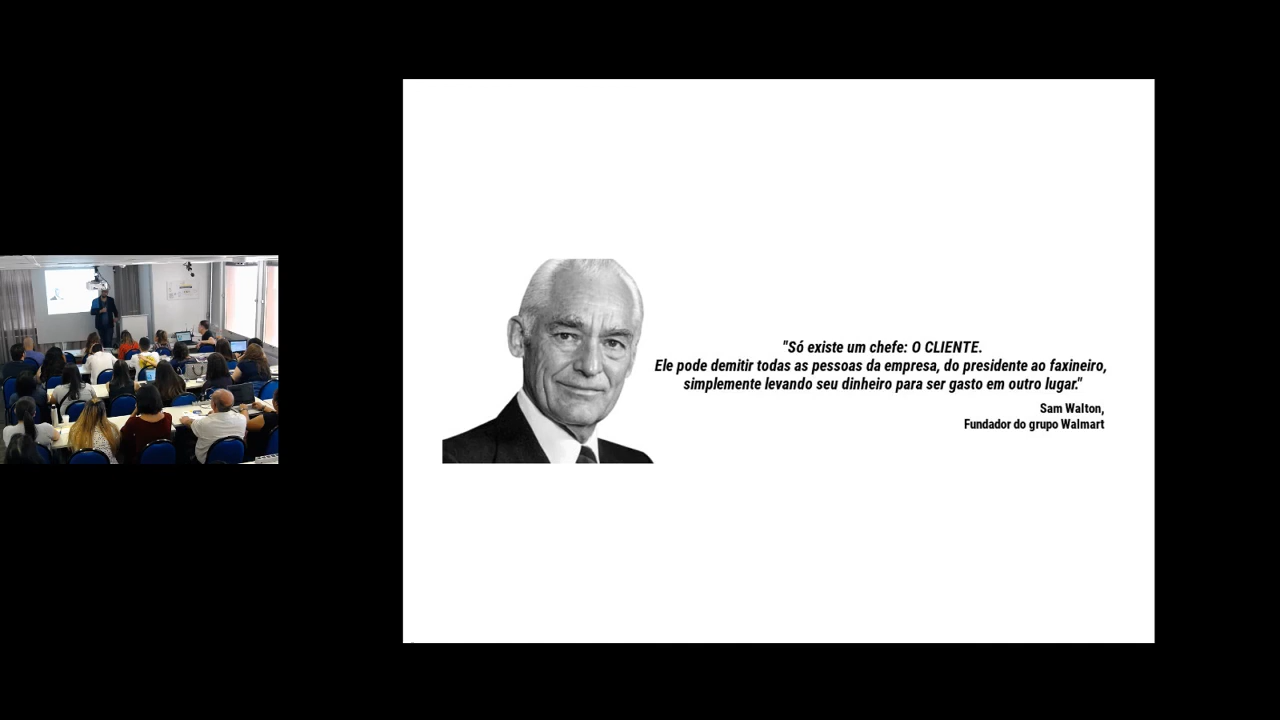 "Só existe um chefe: O CLIENTE.
Ele pode demitir todas as pessoas da empresa, do presidente ao faxineiro,
simplemente levando seu dinheiro para ser gasto em outro lugar."
Sam Walton,
Fundador do grupo Walmart